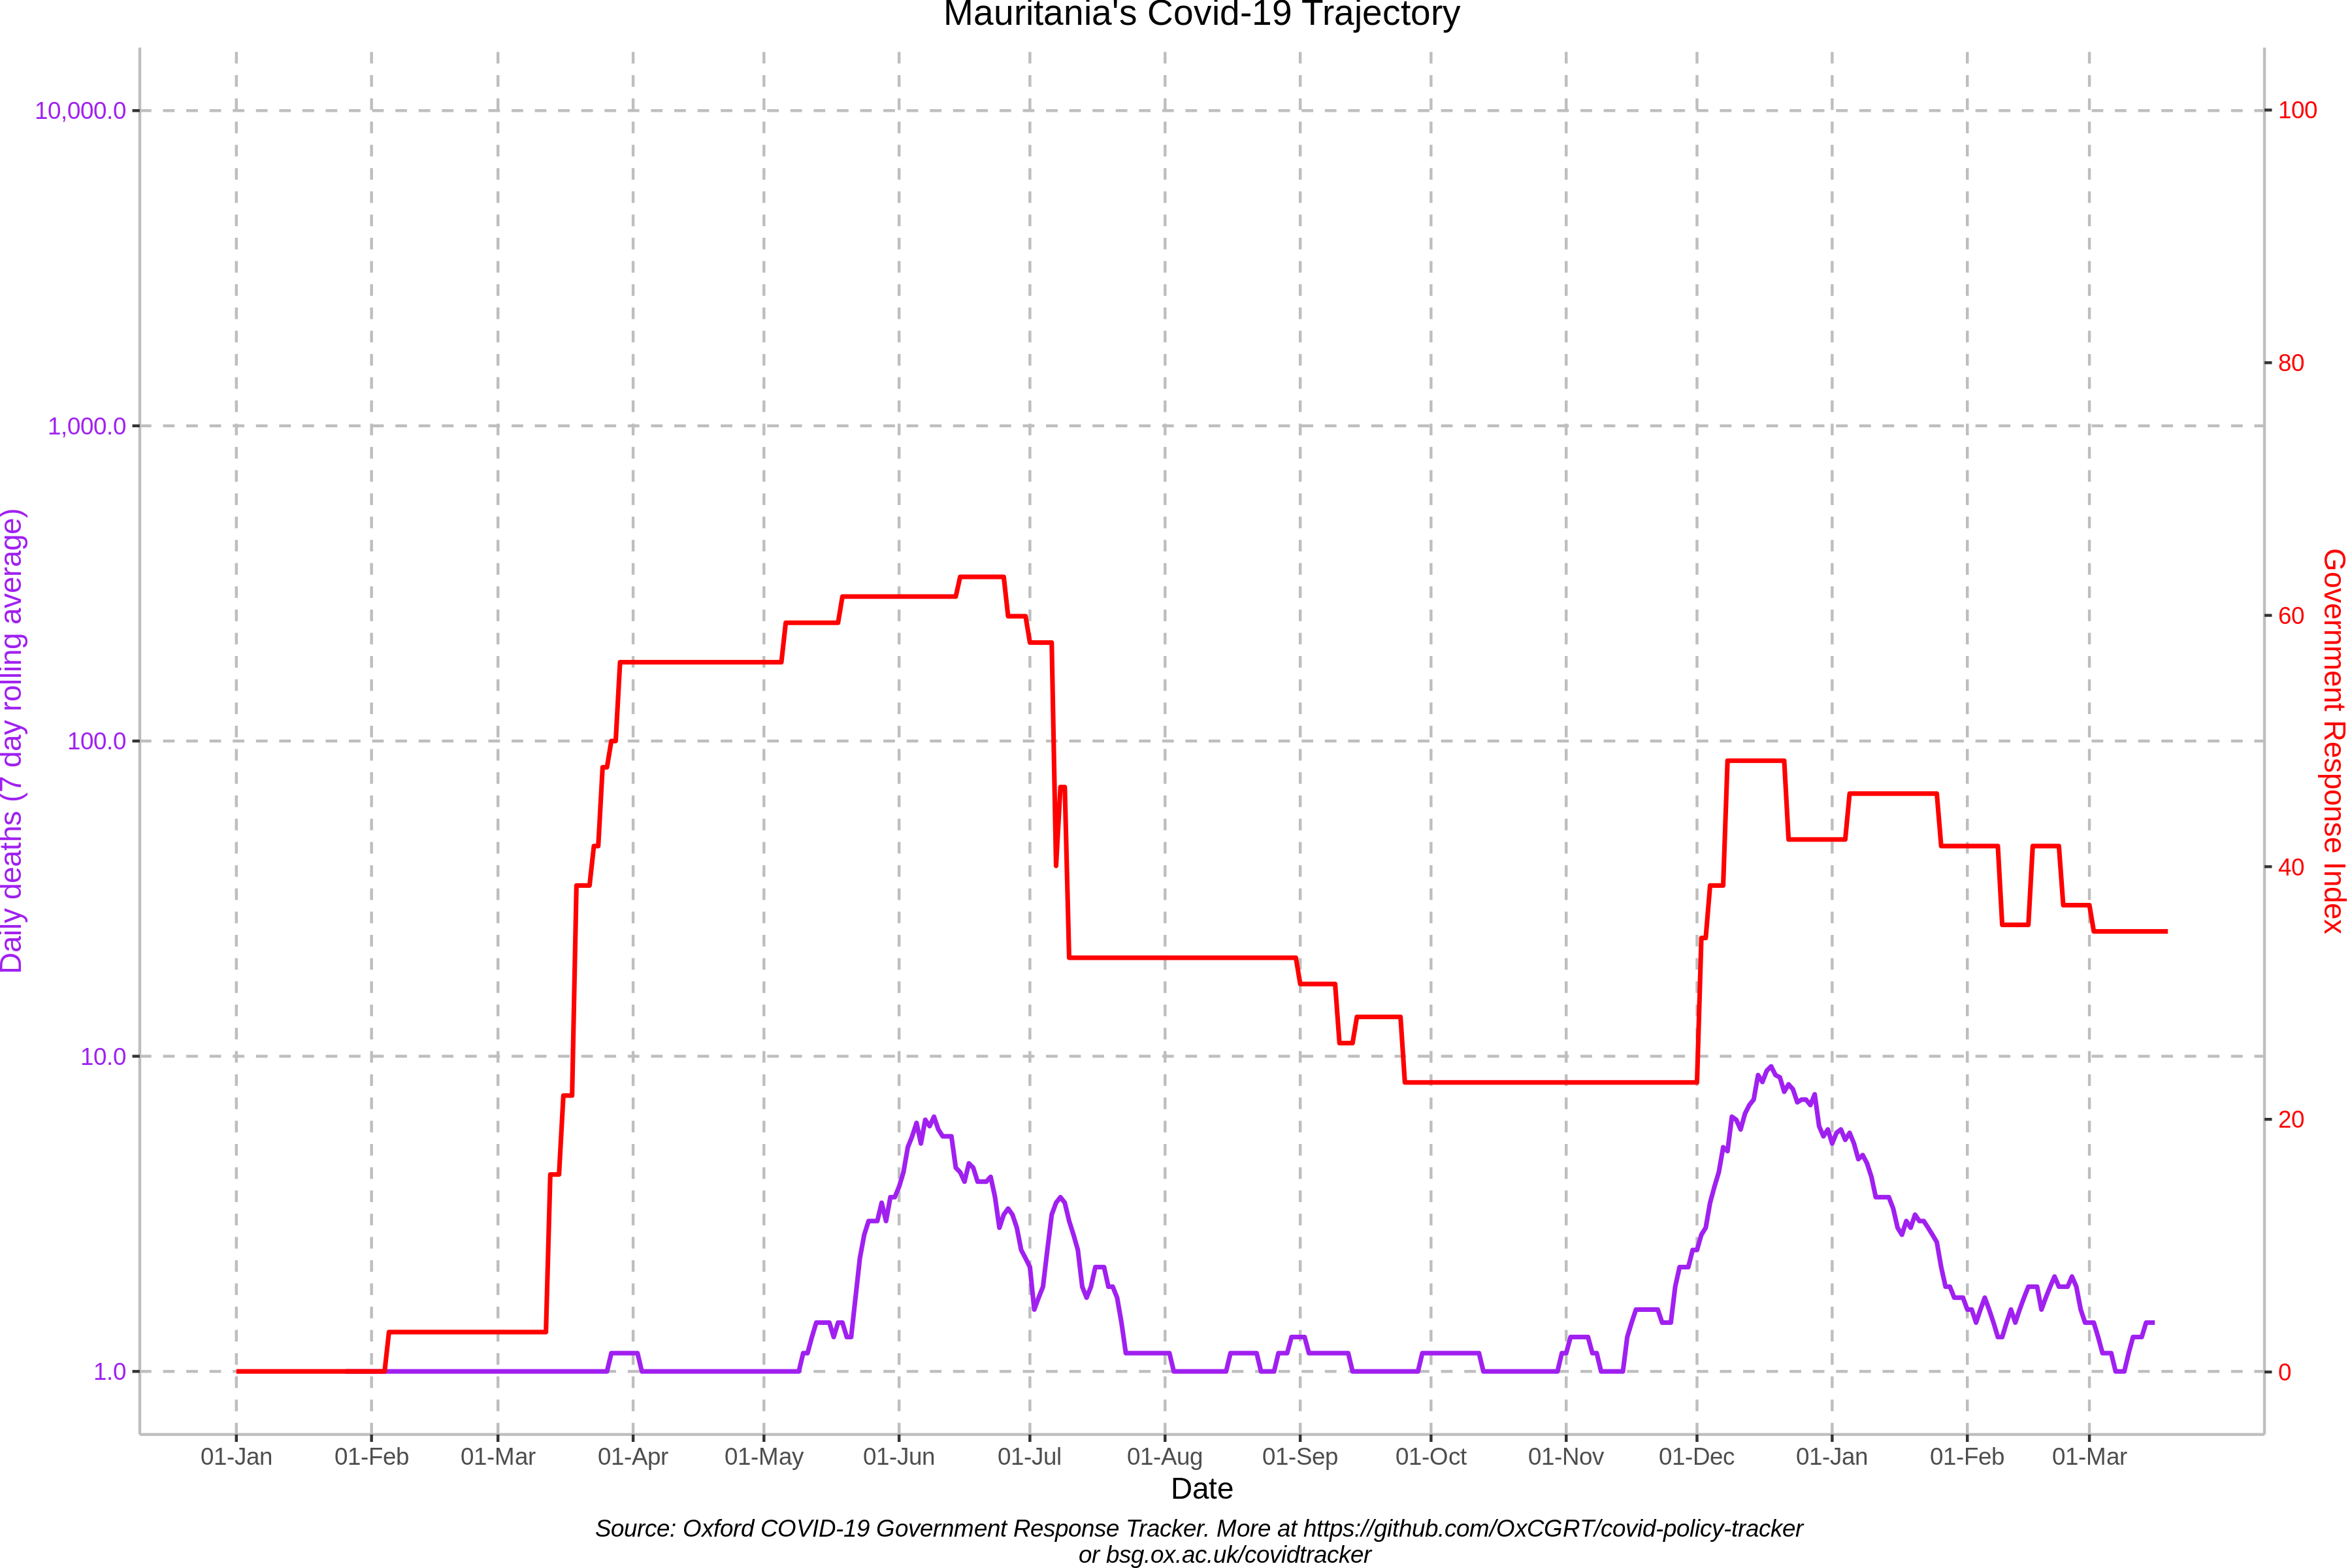 Mauritania's Covid-19 Trajectory
10,000.0
1,000.0
100.0
10.0
1.0
Daily deaths (7 day rolling average)
100
80
60
40
20
0
Government Response Index
01-Jan 01-Feb 01-Mar 01-Apr 01-May 01-Jun 01-Jul 01-Aug 01-Sep 01-Oct 01-Nov 01-Dec 01-Jan 01-Feb 01-Mar
Date
Source: Oxford COVID-19 Government Response Tracker. More at https://github.com/OxCGRT/covid-policy-tracker
or bsg.ox.ac.uk/covidtracker